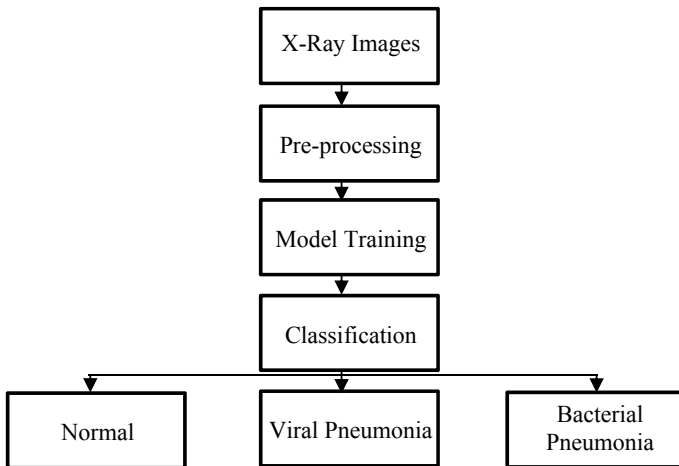 X-Ray Images
Pre-processing
Model Training
Classification
Normal
Viral Pneumonia
Bacterial
Pneumonia